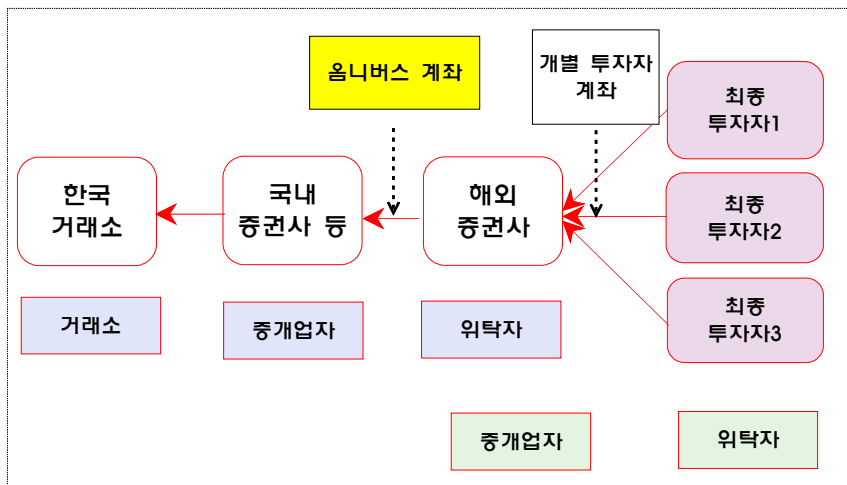 옴니버스 계좌
개별 투자자
계좌
최종
투자자1
한국
거래소
국내
증권사 등
해외
증권사
최종
투자자2
최종
투자자3
거래소
중개업자
위탁자
중개업자
위탁자